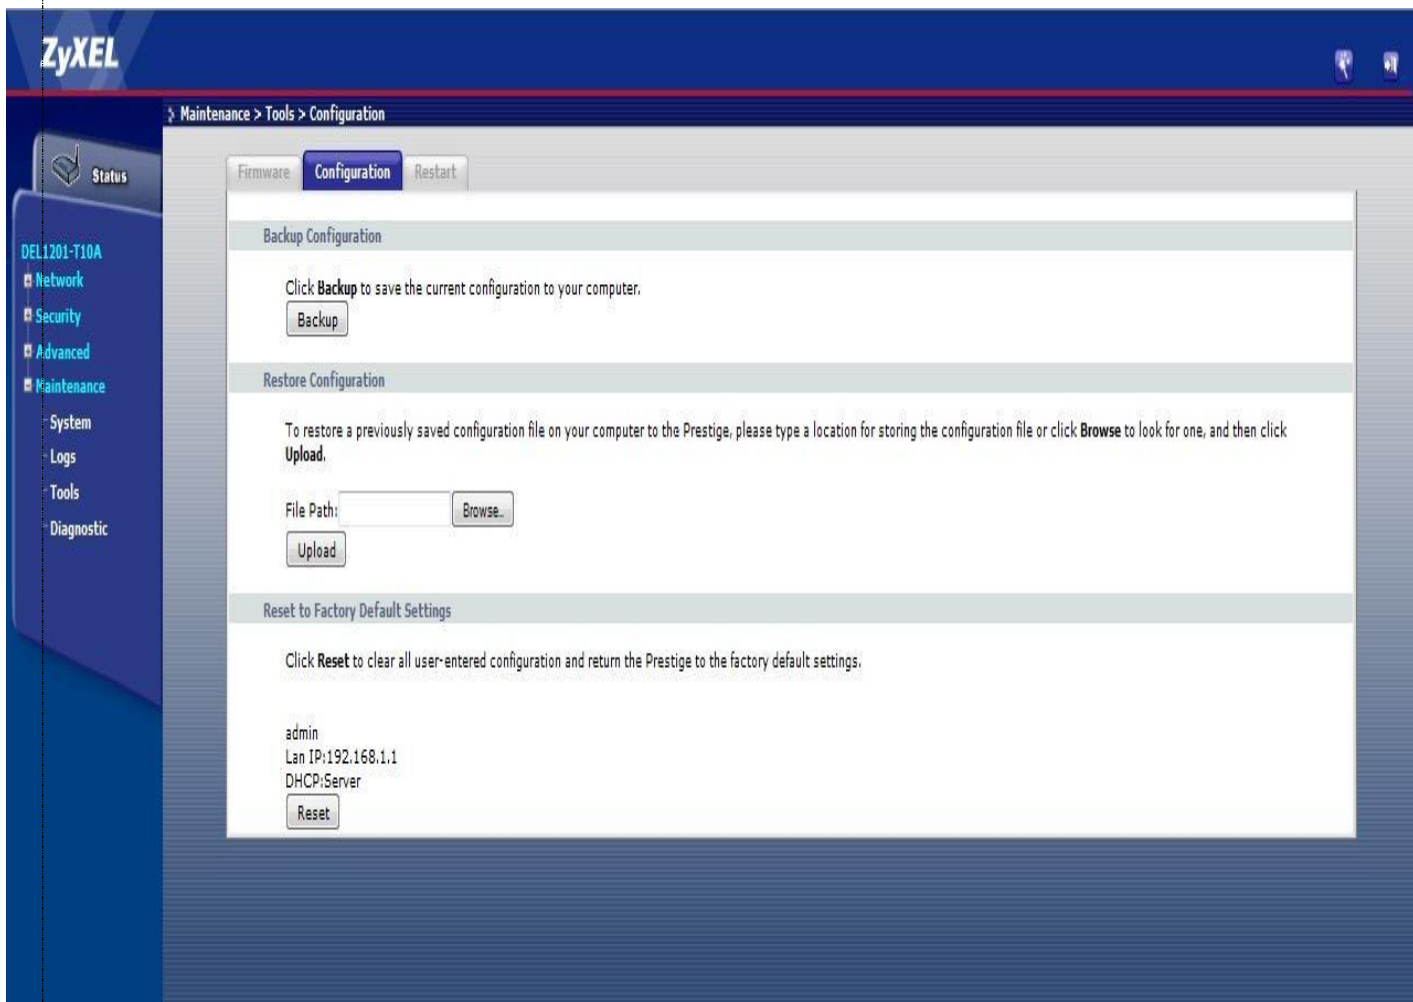 ZyXEL
Maintenance > Tools > Configuration
Status
DEL1201-T10A
Network
Security
Advanced
Maintenance
System
Logs
Tools
Diagnostic
Firmware
Configuration
Restart
Backup Configuration
Click Backup to save the current configuration to your computer.
Backup
Restore Configuration
To restore a previously saved configuration file on your computer to the Prestige, please type a location for storing the configuration file or click Browse to look for one, and then click
Upload.
File Path: Browse...
Upload
Reset to Factory Default Settings
Click Reset to clear all user-entered configuration and return the Prestige to the factory default settings.
admin
Lan IP:192.168.1.1
DHCP:Server
Reset